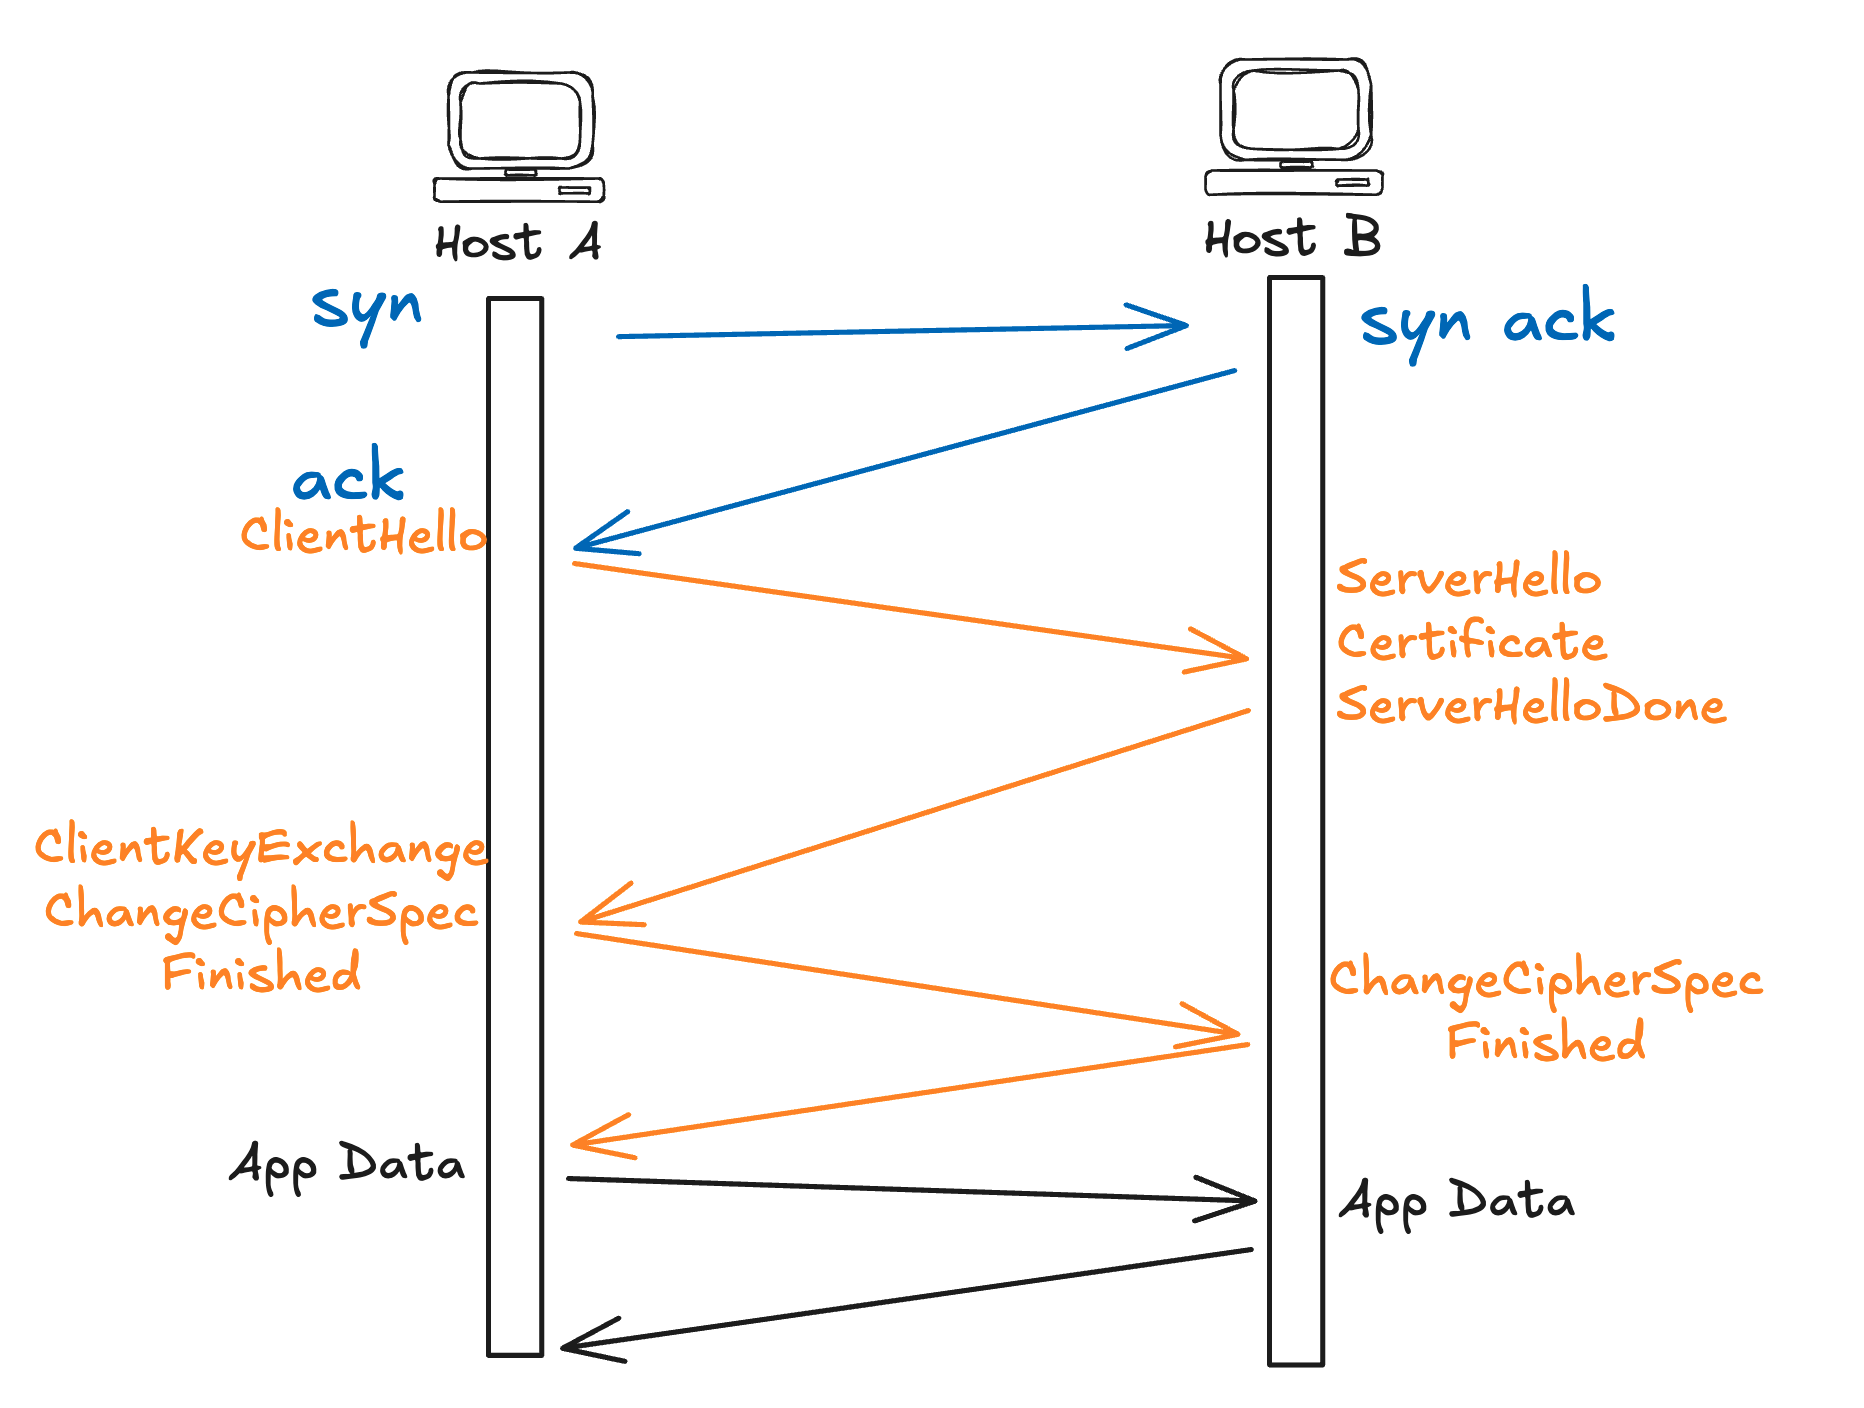 Host A
Host B
syn
syn ack
ack
ClientHello
ServerHello
Certificate
ServerHelloDone
ClientKeyExchange
ChangeCipherSpec
Finished
ChangeCipherSpec
Finished
App Data
App Data